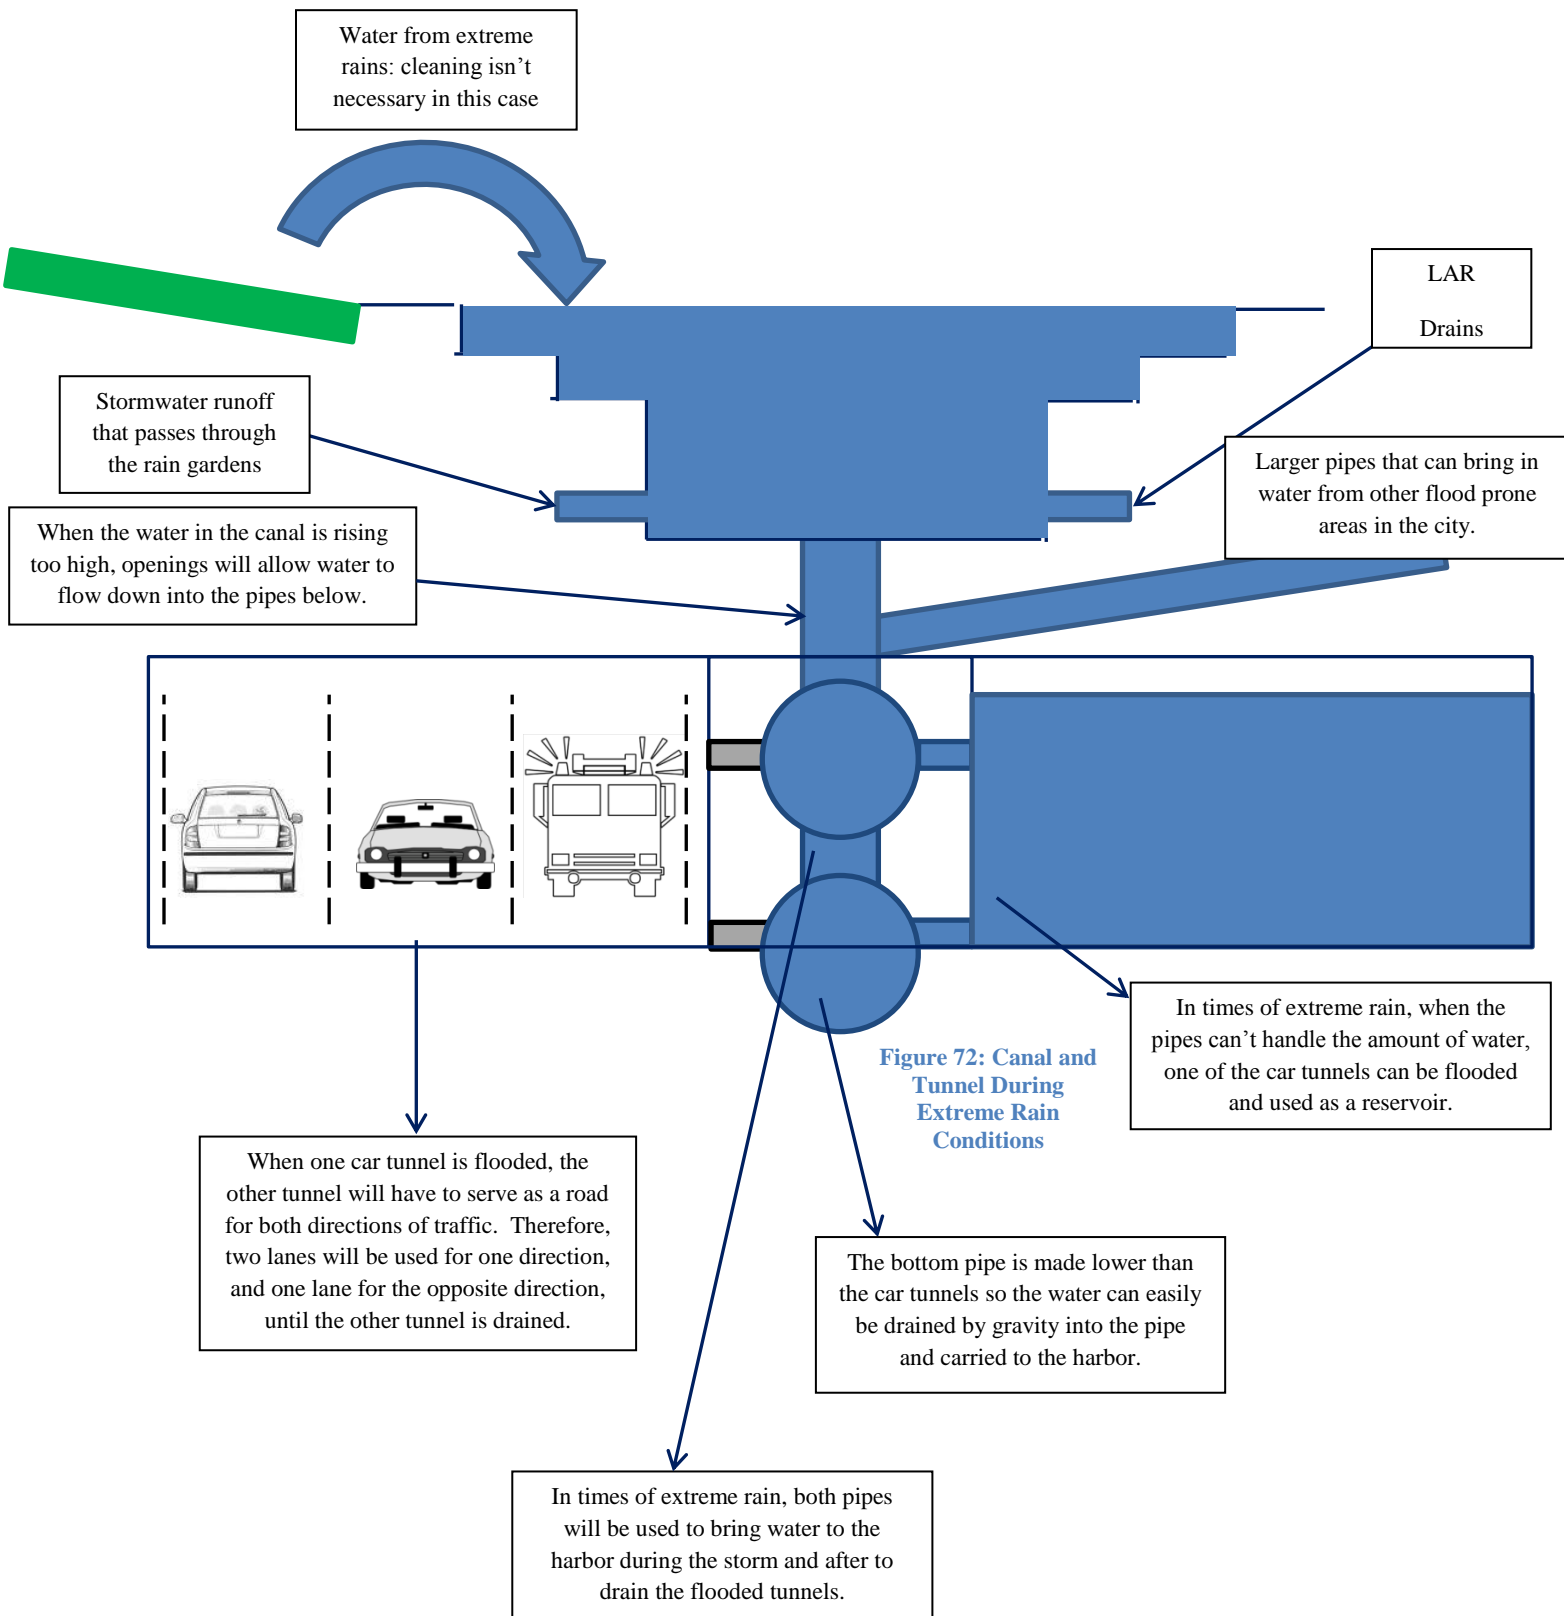 Water from extreme
rains: cleaning isn’t
necessary in this case
LAR
Drains
Stormwater runoff
that passes through
the rain gardens
Larger pipes that can bring in
water from other flood prone
areas in the city.
When the water in the canal is rising
too high, openings will allow water to
flow down into the pipes below.
In times of extreme rain, when the
pipes can’t handle the amount of water,
one of the car tunnels can be flooded
and used as a reservoir.
Figure 72: Canal and
Tunnel During
Extreme Rain
Conditions
When one car tunnel is flooded, the
other tunnel will have to serve as a road
for both directions of traffic.  Therefore,
two lanes will be used for one direction,
and one lane for the opposite direction,
until the other tunnel is drained.
The bottom pipe is made lower than
the car tunnels so the water can easily
be drained by gravity into the pipe
and carried to the harbor.
In times of extreme rain, both pipes
will be used to bring water to the
harbor during the storm and after to
drain the flooded tunnels.